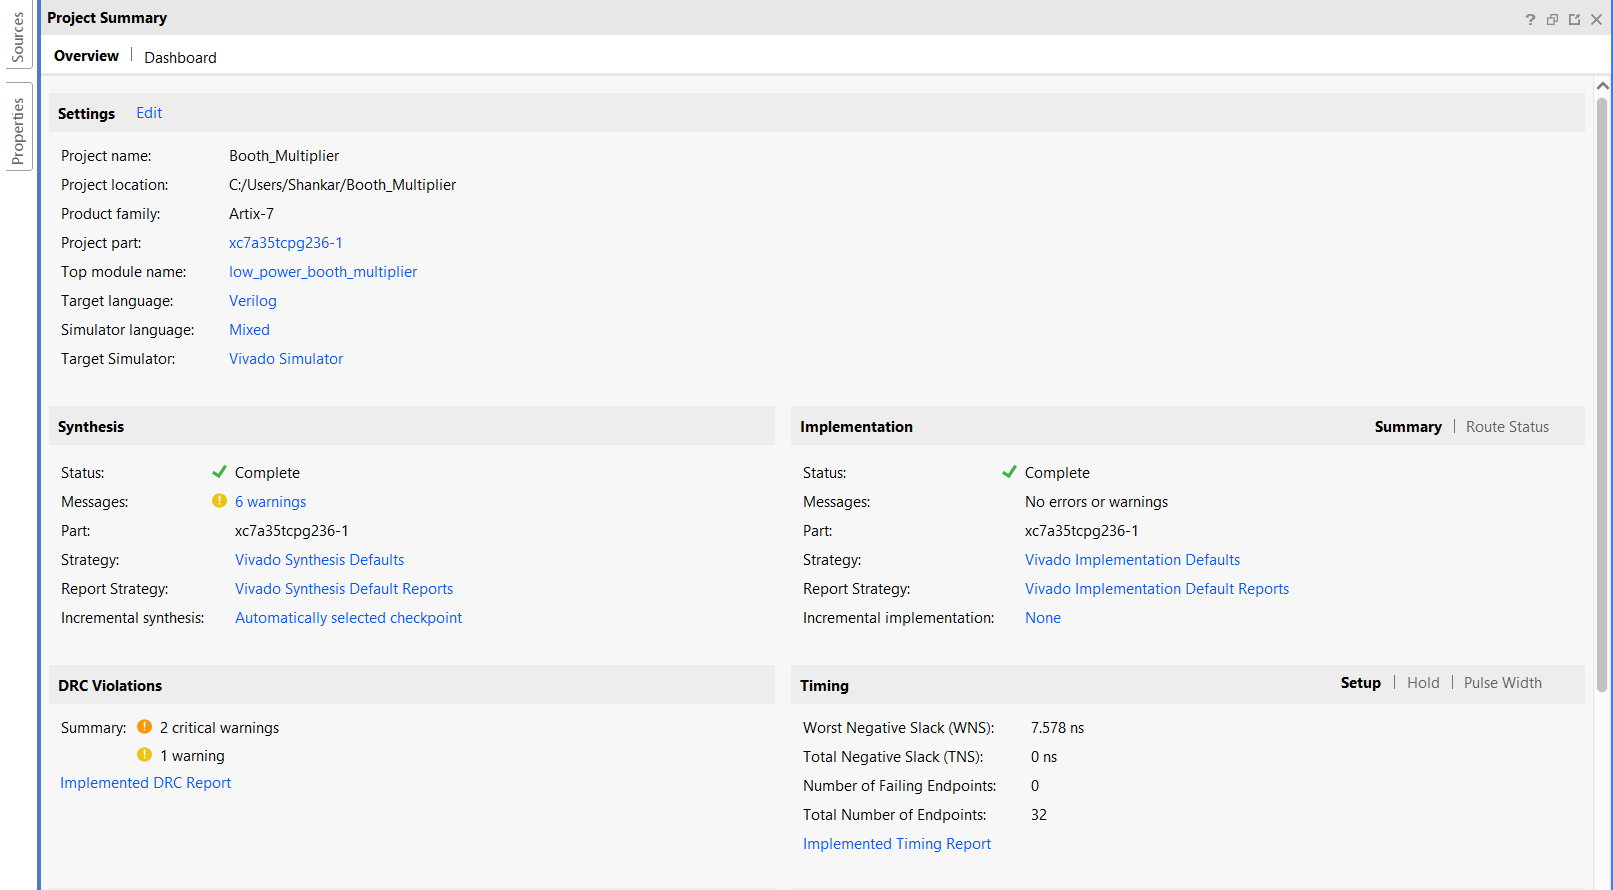 Sources
Properties
Project Summary
Overview | Dashboard
Settings Edit
Project name: Booth_Multiplier
Project location: C:/Users/Shankar/Booth_Multiplier
Product family: Artix-7
Project part: xc7a35tcpg236-1
Top module name: low_power_booth_multiplier
Target language: Verilog
Simulator language: Mixed
Target Simulator: Vivado Simulator
Synthesis
Status: Complete
Messages: 6 warnings
Part: xc7a35tcpg236-1
Strategy: Vivado Synthesis Defaults
Report Strategy: Vivado Synthesis Default Reports
Incremental synthesis: Automatically selected checkpoint
Implementation Summary | Route Status
Status: Complete
Messages: No errors or warnings
Part: xc7a35tcpg236-1
Strategy: Vivado Implementation Defaults
Report Strategy: Vivado Implementation Default Reports
Incremental implementation: None
DRC Violations
Summary: 2 critical warnings
1 warning
Implemented DRC Report
Timing Setup | Hold | Pulse Width
Worst Negative Slack (WNS): 7.578 ns
Total Negative Slack (TNS): 0 ns
Number of Failing Endpoints: 0
Total Number of Endpoints: 32
Implemented Timing Report